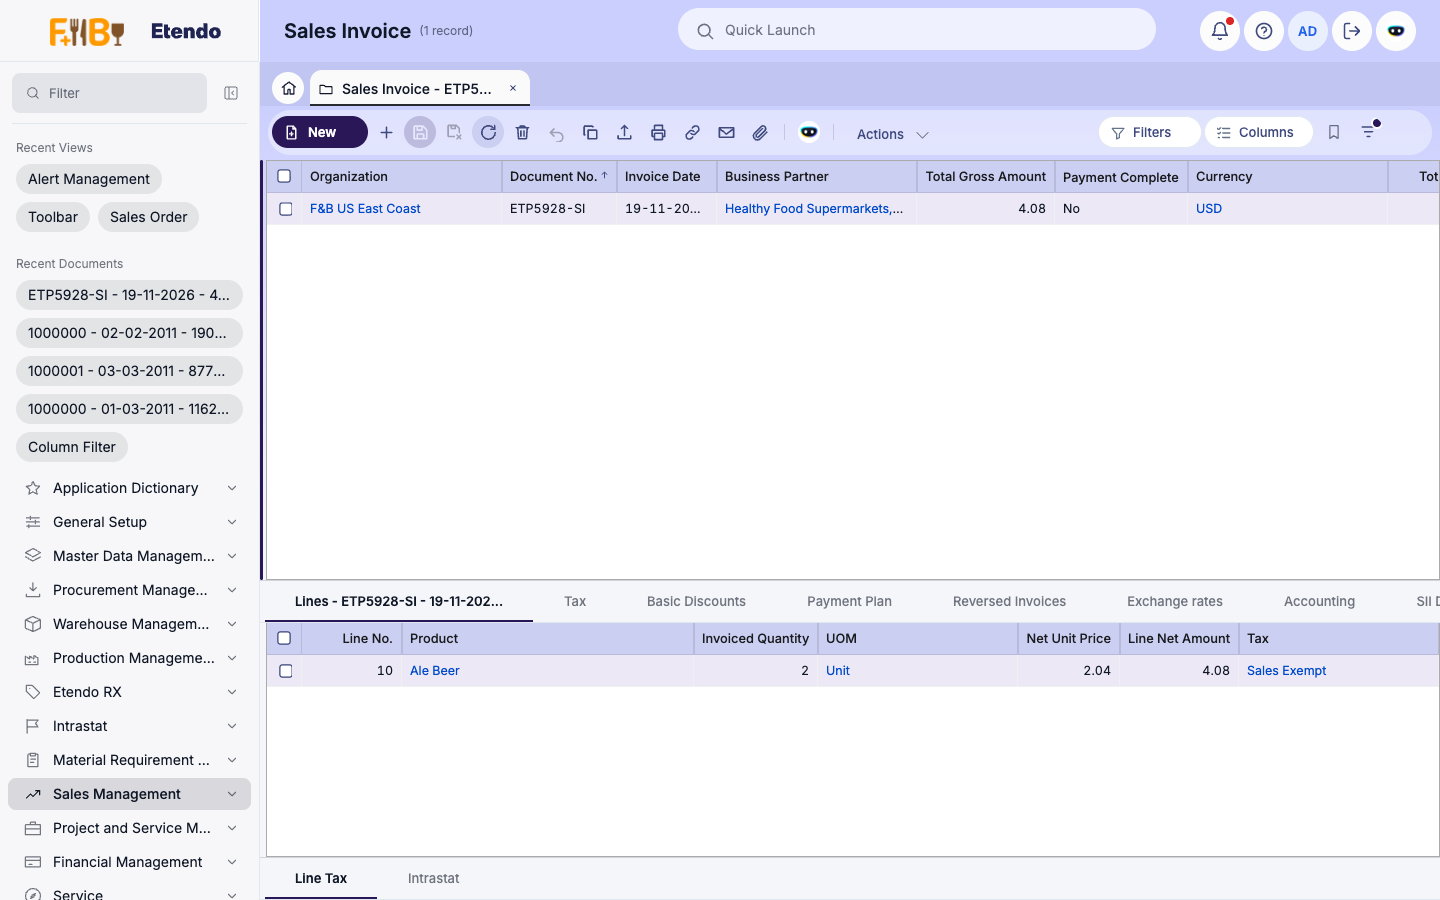 F&B
Etendo
Sales Invoice (1 record)
Quick Launch
AD
Filter
Sales Invoice - ETP5...
New
Actions
Filters
Columns
Recent Views
Alert Management
Toolbar
Sales Order
Recent Documents
ETP5928-SI - 19-11-2026 - 4...
1000000 - 02-02-2011 - 190...
1000001 - 03-03-2011 - 877...
1000000 - 01-03-2011 - 1162...
Column Filter
Application Dictionary
General Setup
Master Data Managem...
Procurement Manage...
Warehouse Managem...
Production Manageme...
Etendo RX
Intrastat
Material Requirement ...
Sales Management
Project and Service M...
Financial Management
Service
Organization Document No. ↑ Invoice Date Business Partner Total Gross Amount Payment Complete Currency Tot
F&B US East Coast ETP5928-SI 19-11-20... Healthy Food Supermarkets,... 4.08 No USD
Lines - ETP5928-SI - 19-11-202... Tax Basic Discounts Payment Plan Reversed Invoices Exchange rates Accounting SII D
Line No. Product Invoiced Quantity UOM Net Unit Price Line Net Amount Tax
10 Ale Beer 2 Unit 2.04 4.08 Sales Exempt
Line Tax Intrastat